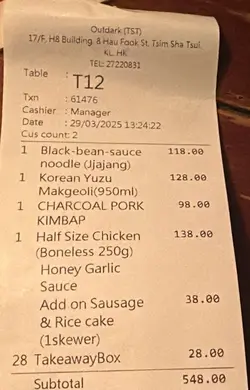 Outdark (TST)
17/F, H8 Building, 8 Hau Fook St, Tsim Sha Tsui,
KL, HK
TEL: 27220831
Table : T12
Txn : 61476
Cashier : Manager
Date : 29/03/2025 13:24:22
Cus count: 2
1 Black-bean-sauce 118.00
noodle (Jjajang)
1 Korean Yuzu 128.00
Makgeoli(950ml)
1 CHARCOAL PORK 98.00
KIMBAP
1 Half Size Chicken 138.00
(Boneless 250g)
Honey Garlic
Sauce
Add on Sausage 38.00
& Rice cake
(1skewer)
28 TakeawayBox 28.00
Subtotal 548.00